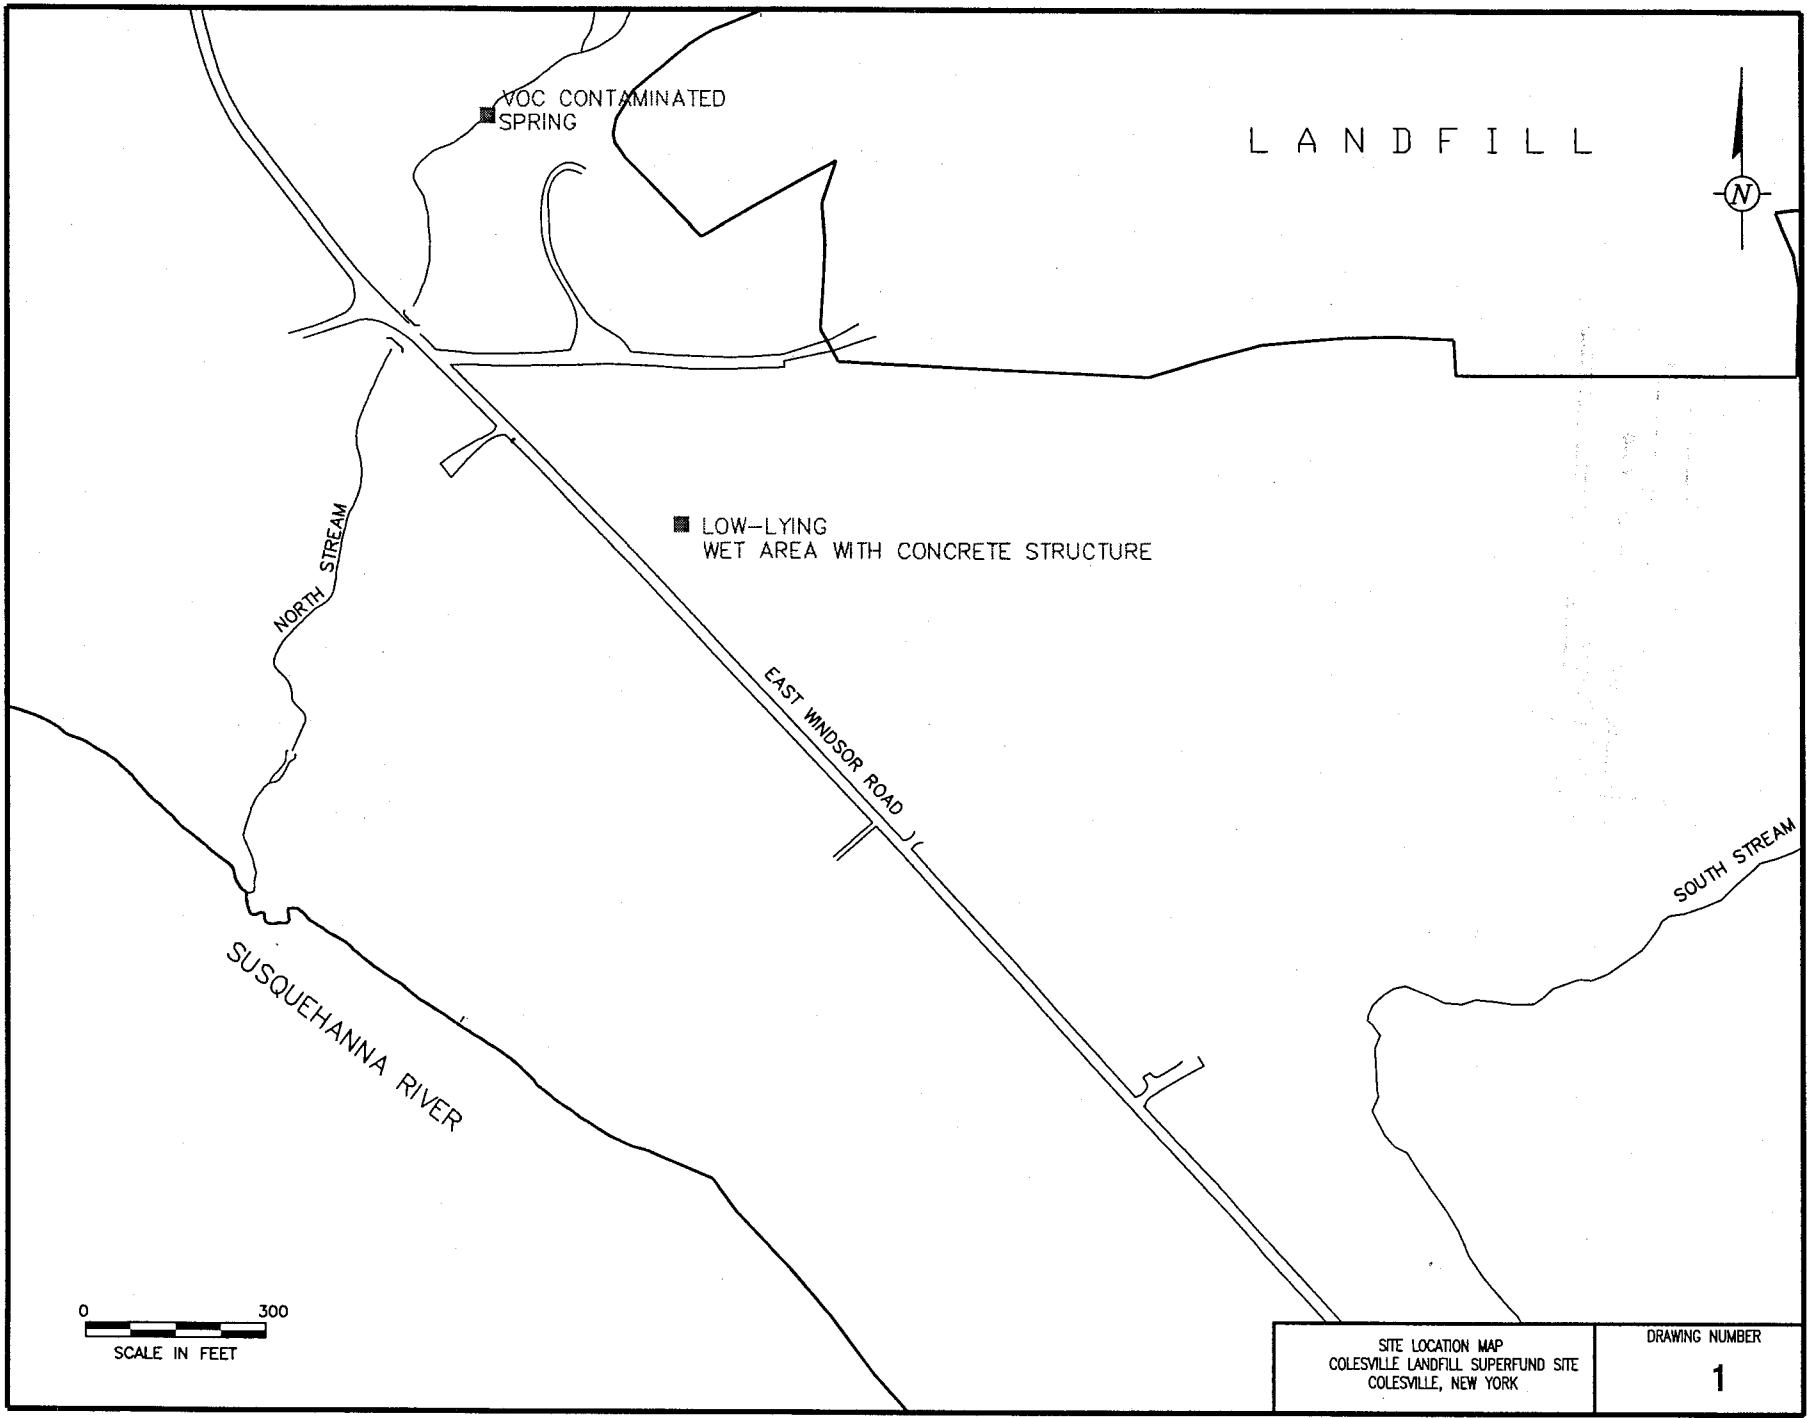 VOC CONTAMINATED
SPRING
L A N D F I L L
N
LOW-LYING
WET AREA WITH CONCRETE STRUCTURE
NORTH STREAM
EAST WINDSOR ROAD
SOUTH STREAM
SUSQUEHANNA RIVER
0 300
SCALE IN FEET
SITE LOCATION MAP
COLESVILLE LANDFILL SUPERFUND SITE
COLESVILLE, NEW YORK
DRAWING NUMBER
1